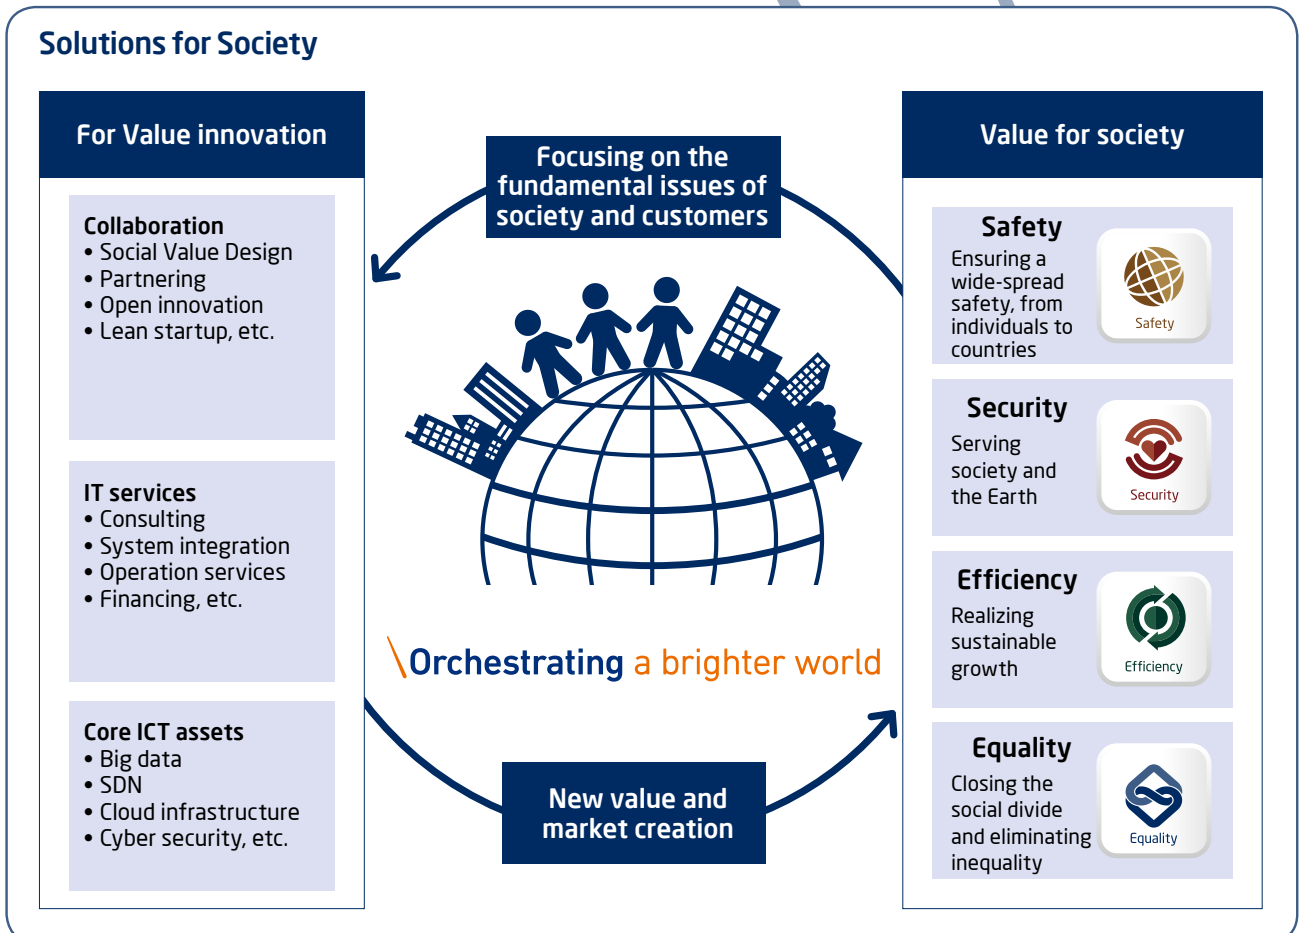 Solutions for Society
For Value innovation
Collaboration
• Social Value Design
• Partnering
• Open innovation
• Lean startup, etc.
IT services
• Consulting
• System integration
• Operation services
• Financing, etc.
Core ICT assets
• Big data
• SDN
• Cloud infrastructure
• Cyber security, etc.
Focusing on the
fundamental issues of
society and customers
\Orchestrating a brighter world
New value and
market creation
Value for society
Safety
Ensuring a
wide-spread
safety, from
individuals to
countries
Safety
Security
Serving
society and
the Earth
Security
Efficiency
Realizing
sustainable
growth
Efficiency
Equality
Closing the
social divide
and eliminating
inequality
Equality